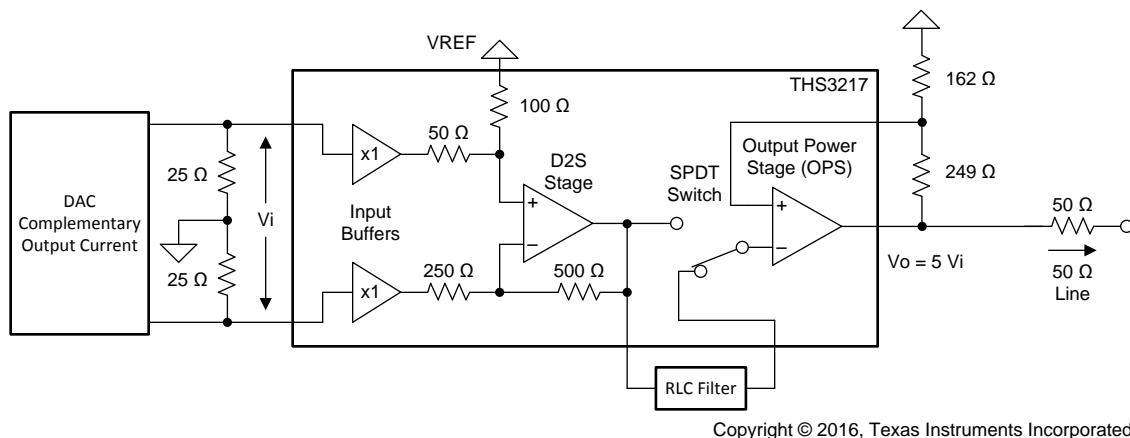 VREF
THS3217
162 Ω
100 Ω
50 Ω
x1
D2S
Stage
SPDT
Switch
Output Power
Stage (OPS)
249 Ω
50 Ω
DAC
Complementary
Output Current
25 Ω
Vi
25 Ω
Input
Buffers
+
−
+
−
Vo = 5 Vi
50 Ω
Line
x1
250 Ω
500 Ω
RLC Filter
Copyright © 2016, Texas Instruments Incorporated